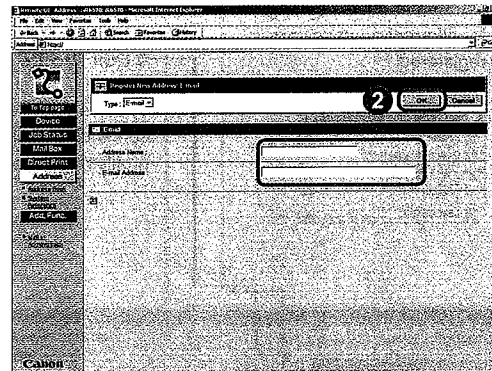 Remote UI : Address : iR6570: iR6570 - Microsoft Internet Explorer
File Edit View Favorites Tools Help
Back Search Favorites History
Address
To Top page
Register New Address: E-mail
Type : E-mail
2 OK Cancel
Device
Job Status
Mail Box
Direct Print
Address
Add. Func.
Email
Address Name
E-mail Address
Canon